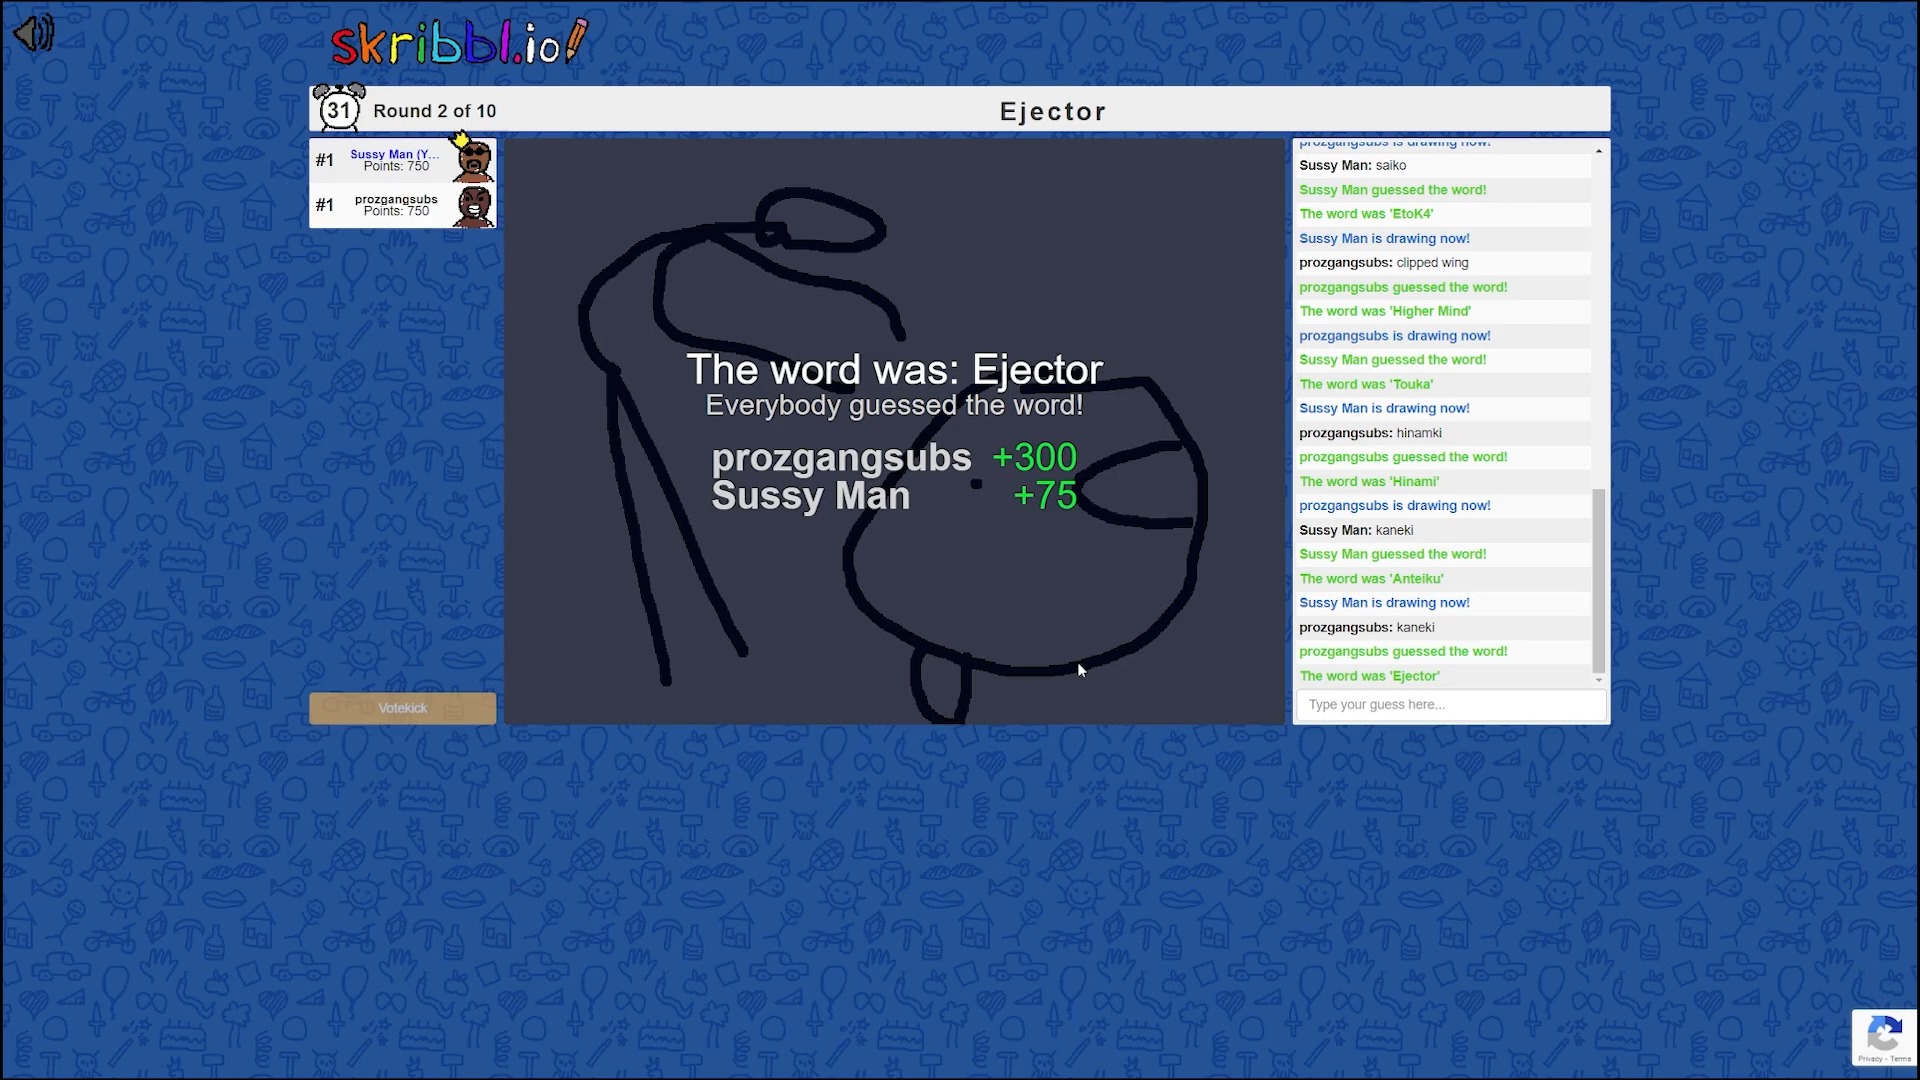 skribbl.io
31
Round 2 of 10
Ejector
#1
Sussy Man (Y...
Points: 750
#1
prozgangsubs
Points: 750
Votekick
The word was: Ejector
Everybody guessed the word!
prozgangsubs +300
Sussy Man +75
prozgangsubs is drawing now!
Sussy Man: saiko
Sussy Man guessed the word!
The word was 'EtoK4'
Sussy Man is drawing now!
prozgangsubs: clipped wing
prozgangsubs guessed the word!
The word was 'Higher Mind'
prozgangsubs is drawing now!
Sussy Man guessed the word!
The word was 'Touka'
Sussy Man is drawing now!
prozgangsubs: hinamki
prozgangsubs guessed the word!
The word was 'Hinami'
prozgangsubs is drawing now!
Sussy Man: kaneki
Sussy Man guessed the word!
The word was 'Anteiku'
Sussy Man is drawing now!
prozgangsubs: kaneki
prozgangsubs guessed the word!
The word was 'Ejector'
Type your guess here...
Privacy - Terms